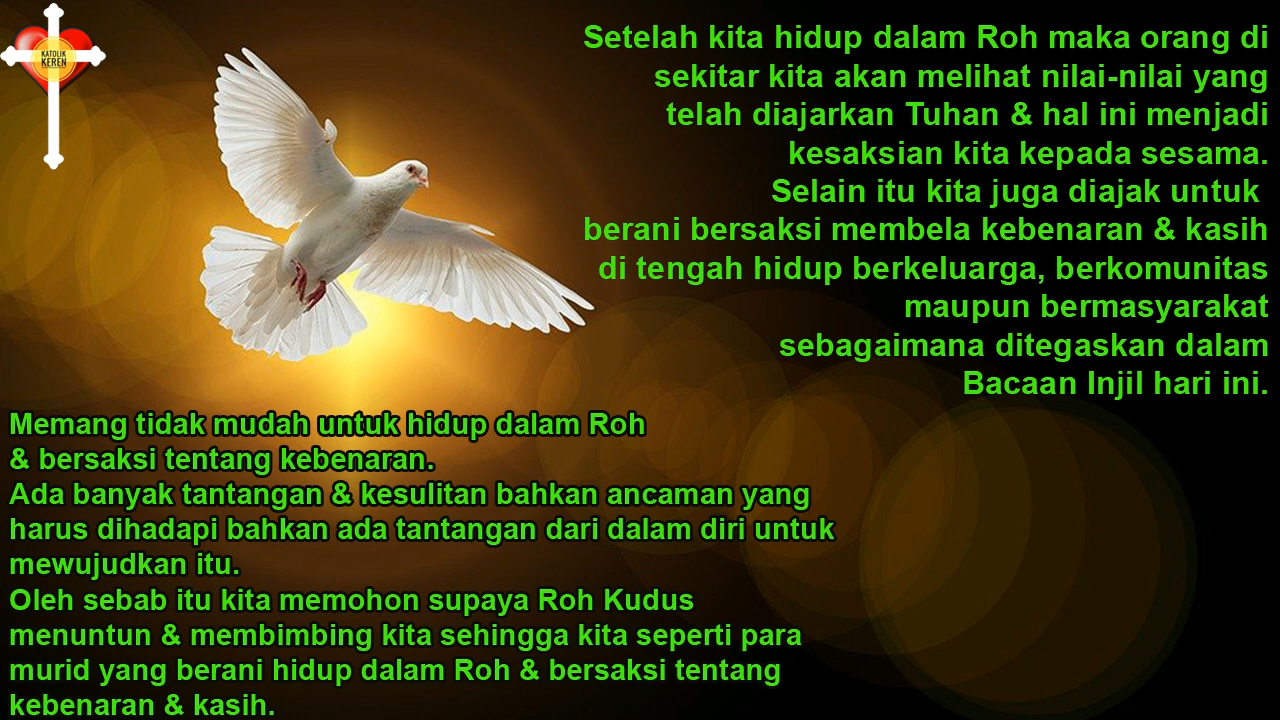 KATOLIK
KEREN
Setelah kita hidup dalam Roh maka orang di
sekitar kita akan melihat nilai-nilai yang
telah diajarkan Tuhan & hal ini menjadi
kesaksian kita kepada sesama.
Selain itu kita juga diajak untuk
berani bersaksi membela kebenaran & kasih
di tengah hidup berkeluarga, berkomunitas
maupun bermasyarakat
sebagaimana ditegaskan dalam
Bacaan Injil hari ini.
Memang tidak mudah untuk hidup dalam Roh
& bersaksi tentang kebenaran.
Ada banyak tantangan & kesulitan bahkan ancaman yang
harus dihadapi bahkan ada tantangan dari dalam diri untuk
mewujudkan itu.
Oleh sebab itu kita memohon supaya Roh Kudus
menuntun & membimbing kita sehingga kita seperti para
murid yang berani hidup dalam Roh & bersaksi tentang
kebenaran & kasih.